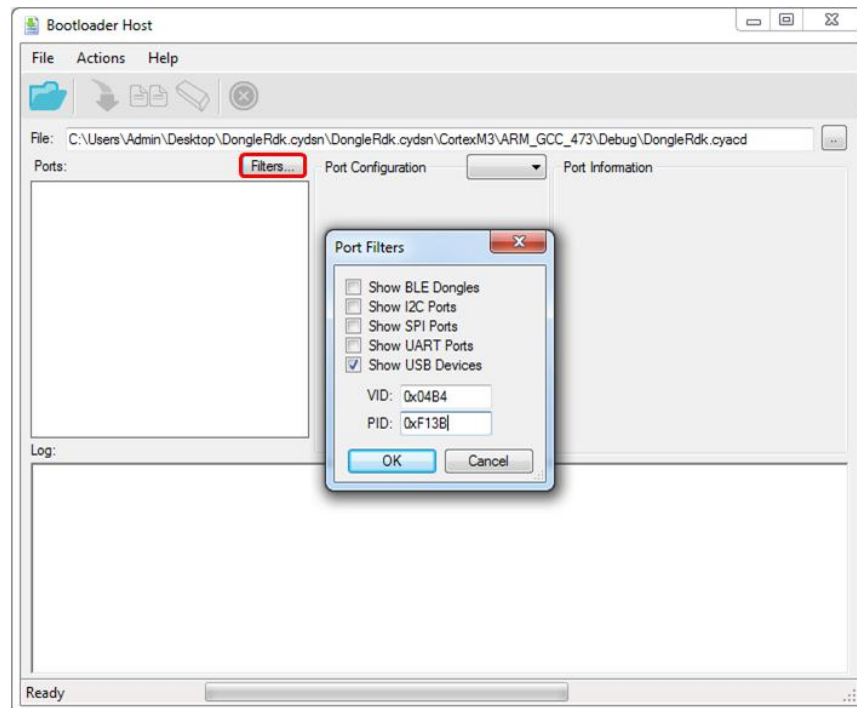 Bootloader Host
File Actions Help
File: C:\Users\Admin\Desktop\DongleRdk.cydsn\DongleRdk.cydsn\CortexM3\ARM_GCC_473\Debug\DongleRdk.cyacd ...
Ports: Filters... Port Configuration Port Information
Port Filters
Show BLE Dongles
Show I2C Ports
Show SPI Ports
Show UART Ports
Show USB Devices
VID: 0x04B4
PID: 0xF13B
OK Cancel
Log:
Ready